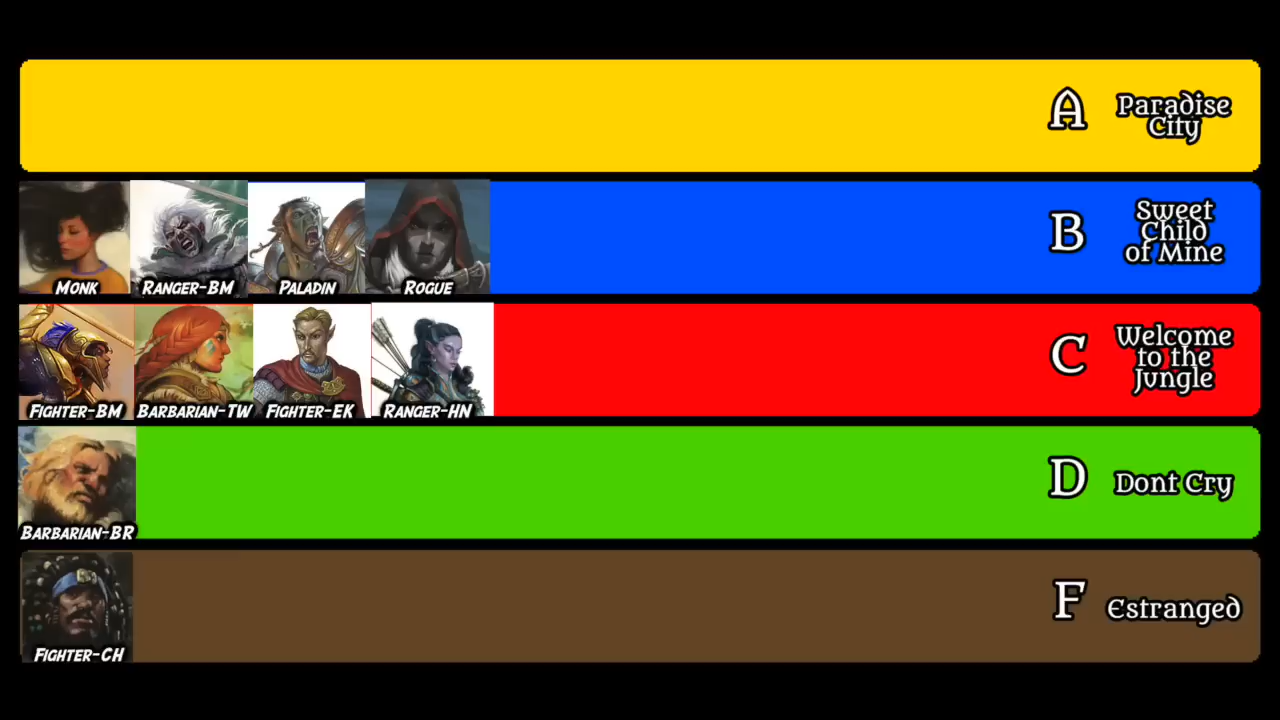 A
Paradise
City
Monk
Ranger-BM
Paladin
Rogue
B
Sweet
Child
of Mine
Fighter-BM
Barbarian-TW
Fighter-EK
Ranger-HN
C
Welcome
to the
Jungle
Barbarian-BR
D
Dont Cry
Fighter-CH
F
Estranged